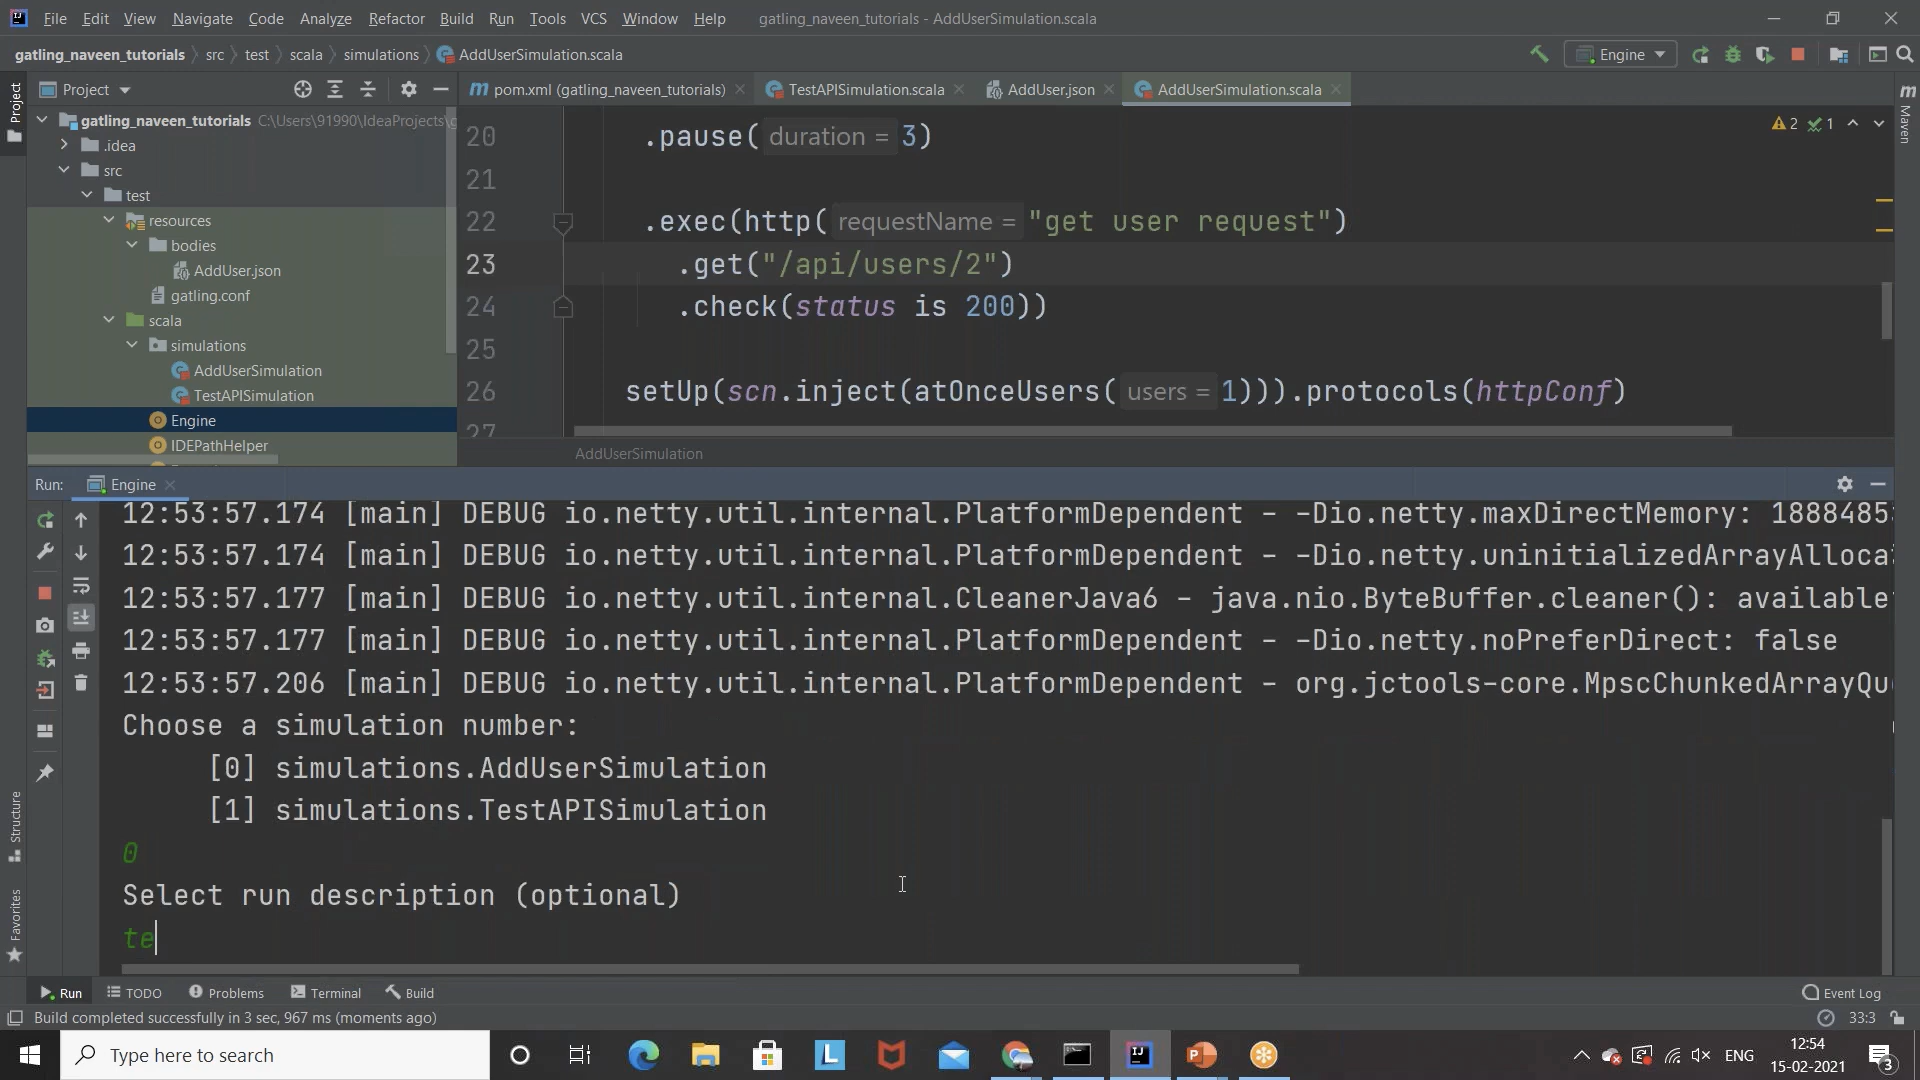 File Edit View Navigate Code Analyze Refactor Build Run Tools VCS Window Help gatling_naveen_tutorials - AddUserSimulation.scala
gatling_naveen_tutorials src test scala simulations AddUserSimulation.scala Engine
Project
pom.xml (gatling_naveen_tutorials) TestAPISimulation.scala AddUser.json AddUserSimulation.scala
Project
Maven
gatling_naveen_tutorials C:\Users\91990\IdeaProjects\g
.idea
src
test
resources
bodies
AddUser.json
gatling.conf
scala
simulations
AddUserSimulation
TestAPISimulation
Engine
IDEPathHelper
2 1
20 .pause( duration = 3)
21
22 .exec(http( requestName = "get user request")
23 .get("/api/users/2")
24 .check(status is 200))
25
26 setUp(scn.inject(atOnceUsers( users = 1))).protocols(httpConf)
27
AddUserSimulation
Run: Engine
12:53:57.174 [main] DEBUG io.netty.util.internal.PlatformDependent - -Dio.netty.maxDirectMemory: 1888485
12:53:57.174 [main] DEBUG io.netty.util.internal.PlatformDependent - -Dio.netty.uninitializedArrayAlloca
12:53:57.177 [main] DEBUG io.netty.util.internal.CleanerJava6 - java.nio.ByteBuffer.cleaner(): available
12:53:57.177 [main] DEBUG io.netty.util.internal.PlatformDependent - -Dio.netty.noPreferDirect: false
12:53:57.206 [main] DEBUG io.netty.util.internal.PlatformDependent - org.jctools-core.MpscChunkedArrayQu
Choose a simulation number:
[0] simulations.AddUserSimulation
[1] simulations.TestAPISimulation
0
Select run description (optional)
te
Structure
Favorites
Run TODO Problems Terminal Build Event Log
Build completed successfully in 3 sec, 967 ms (moments ago) 33:3
Type here to search
ENG
12:54
15-02-2021
3